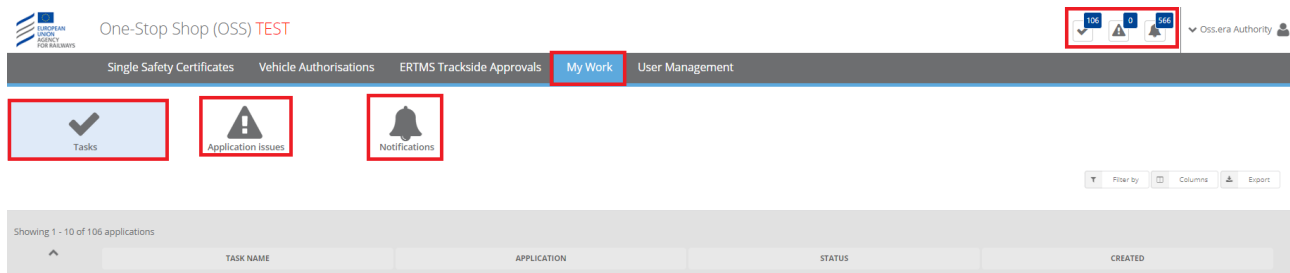 EUROPEAN
UNION
AGENCY
FOR RAILWAYS
One-Stop Shop (OSS) TEST
106 0 566
Oss.era Authority
Single Safety Certificates Vehicle Authorisations ERTMS Trackside Approvals My Work User Management
Tasks Application issues Notifications
Filter by Columns Export
Showing 1 - 10 of 106 applications
TASK NAME APPLICATION STATUS CREATED